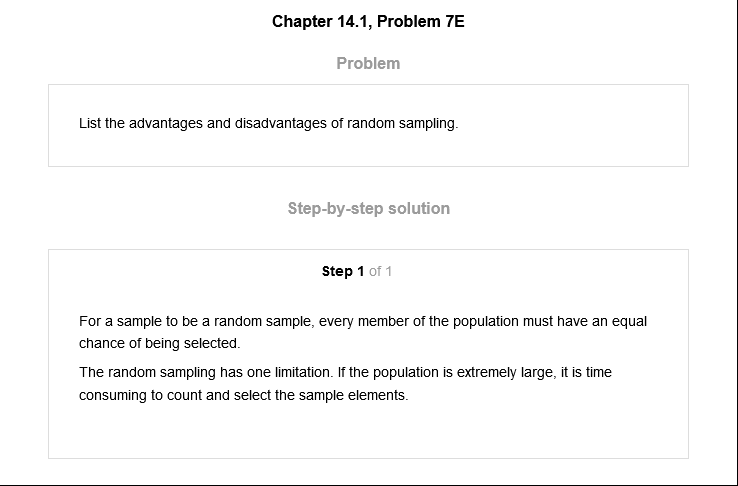 Chapter 14.1, Problem 7E
Problem
List the advantages and disadvantages of random sampling.
Step-by-step solution
Step 1 of 1
For a sample to be a random sample, every member of the population must have an equal
chance of being selected.
The random sampling has one limitation. If the population is extremely large, it is time
consuming to count and select the sample elements.